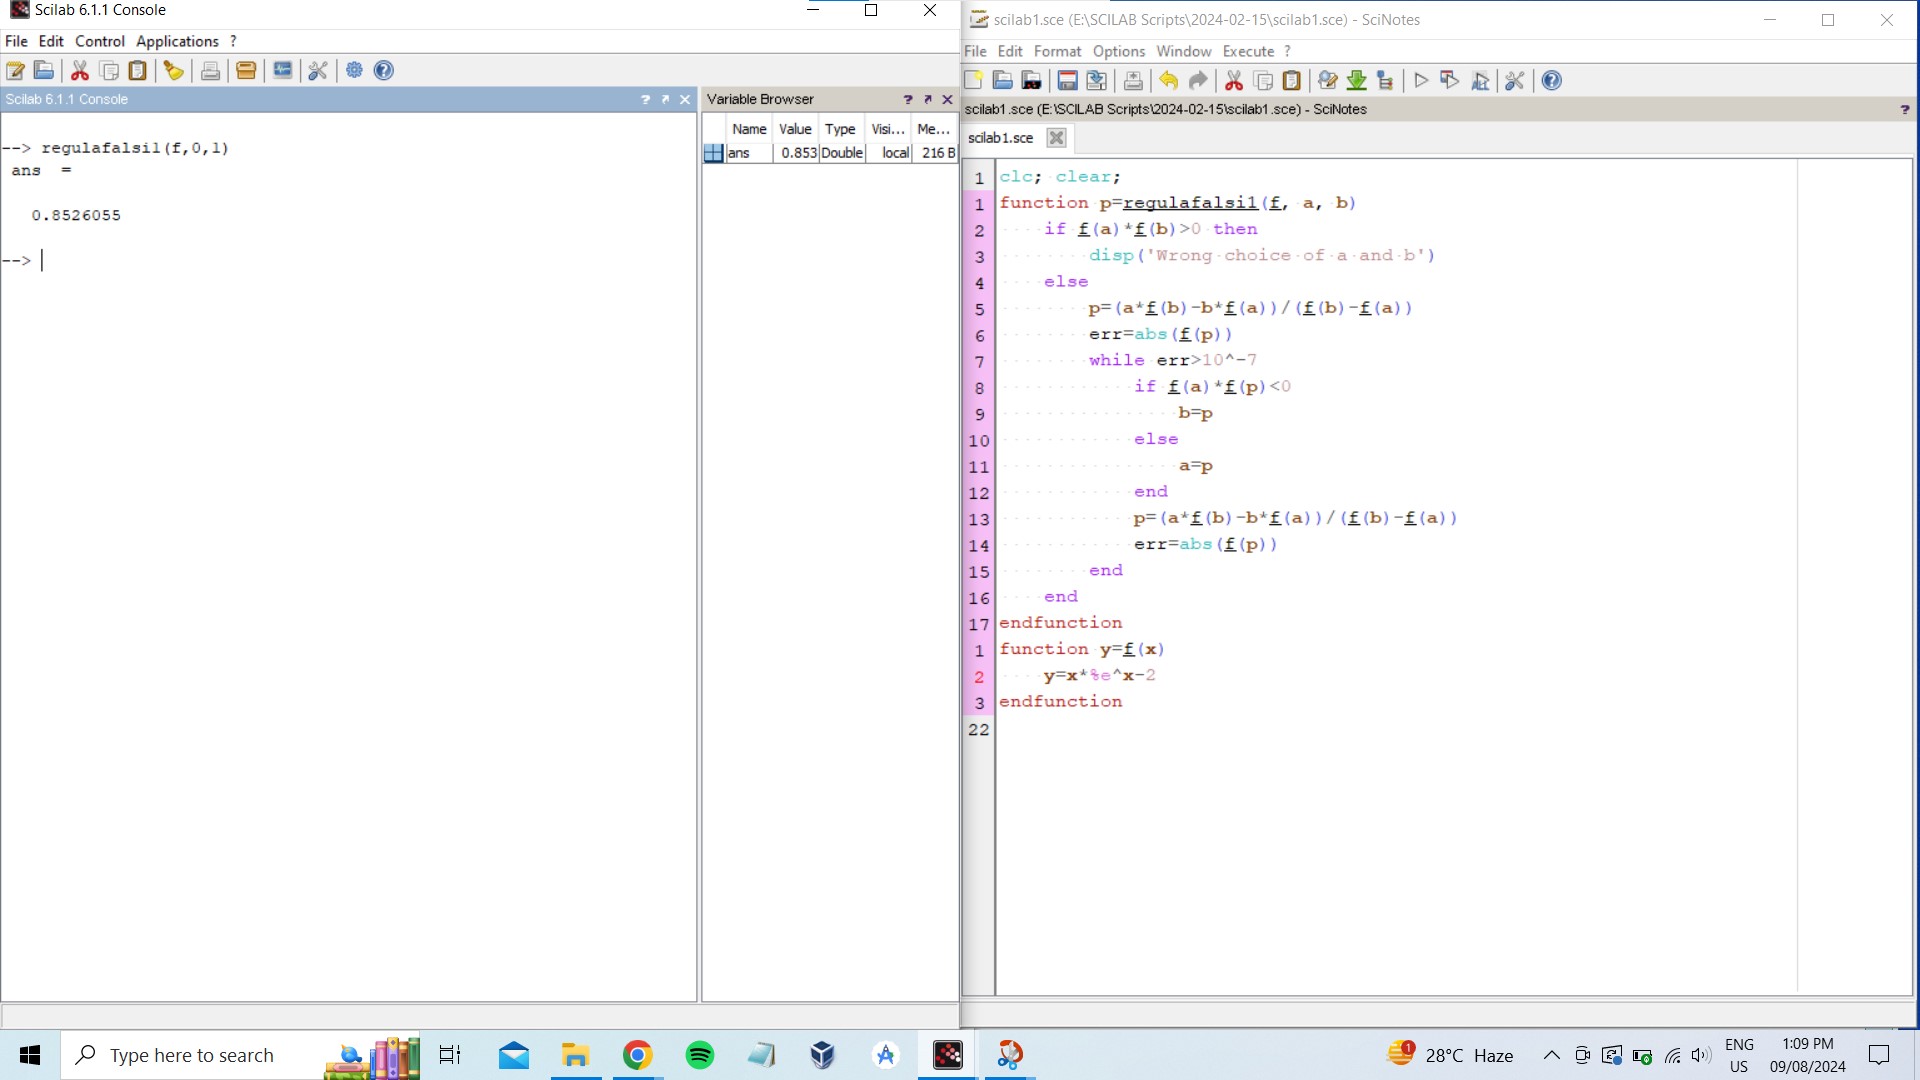 Scilab 6.1.1 Console
File Edit Control Applications ?
Scilab 6.1.1 Console
--> regulafalsi1(f,0,1)
ans =
0.8526055
-->
Variable Browser
Name Value Type Visi... Me...
ans 0.853 Double local 216 B
scilab1.sce (E:\SCILAB Scripts\2024-02-15\scilab1.sce) - SciNotes
File Edit Format Options Window Execute ?
scilab1.sce (E:\SCILAB Scripts\2024-02-15\scilab1.sce) - SciNotes
scilab1.sce
1 clc; clear;
1 function p=regulafalsi1(f, a, b)
2 if f(a)*f(b)>0 then
3 disp('Wrong choice of a and b')
4 else
5 p=(a*f(b)-b*f(a))/(f(b)-f(a))
6 err=abs(f(p))
7 while err>10^-7
8 if f(a)*f(p)<0
9 b=p
10 else
11 a=p
12 end
13 p=(a*f(b)-b*f(a))/(f(b)-f(a))
14 err=abs(f(p))
15 end
16 end
17 endfunction
1 function y=f(x)
2 y=x*%e^x-2
3 endfunction
22
Type here to search
1
28°C Haze
ENG
US
1:09 PM
09/08/2024